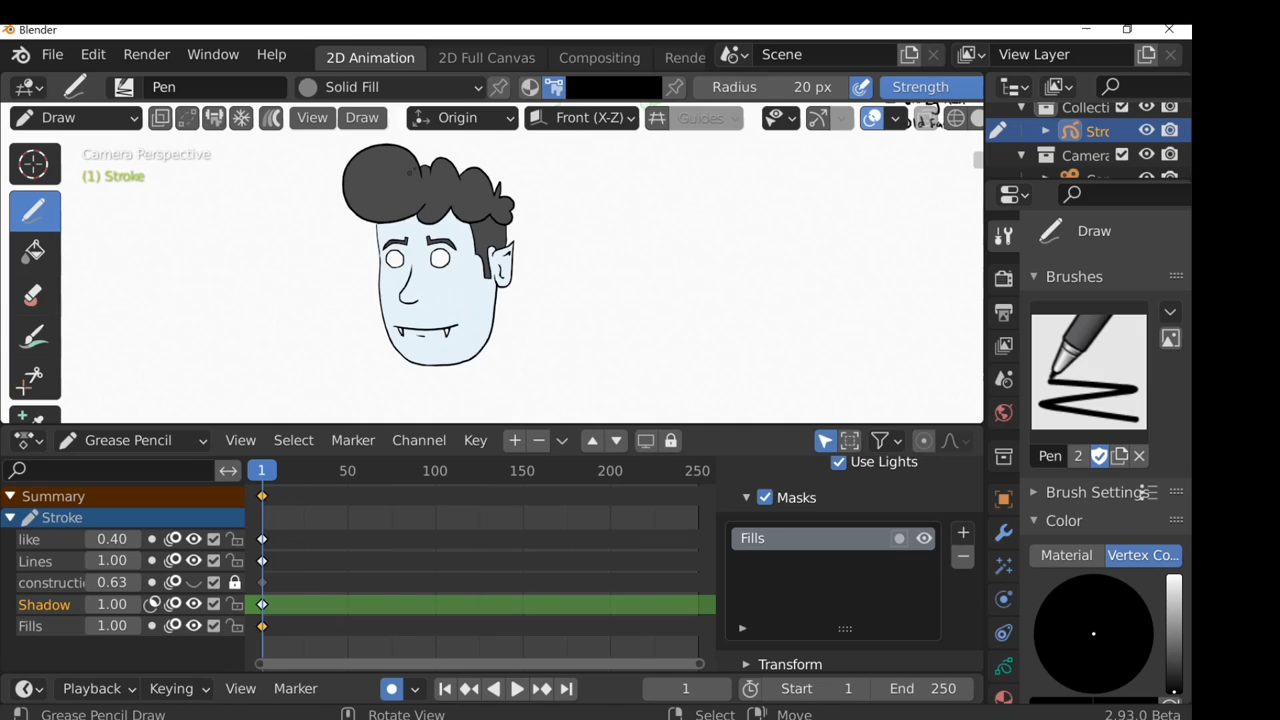 Blender
File Edit Render Window Help 2D Animation 2D Full Canvas Compositing Rende Scene View Layer
Pen Solid Fill Radius 20 px Strength
Draw View Draw Origin Front (X-Z) Guides
Collecti
Stro
Camera
Camera Perspective
(1) Stroke
Draw
Brushes
Pen 2
Brush Settings
Color
Material Vertex Co...
Grease Pencil View Select Marker Channel Key
1 50 100 150 200 250
Use Lights
Summary
Masks
Stroke
like 0.40
Fills
Lines 1.00
constructi 0.63
Shadow 1.00
Fills 1.00
Transform
Playback Keying View Marker 1 Start 1 End 250
Grease Pencil Draw Rotate View Select Move 2.93.0 Beta